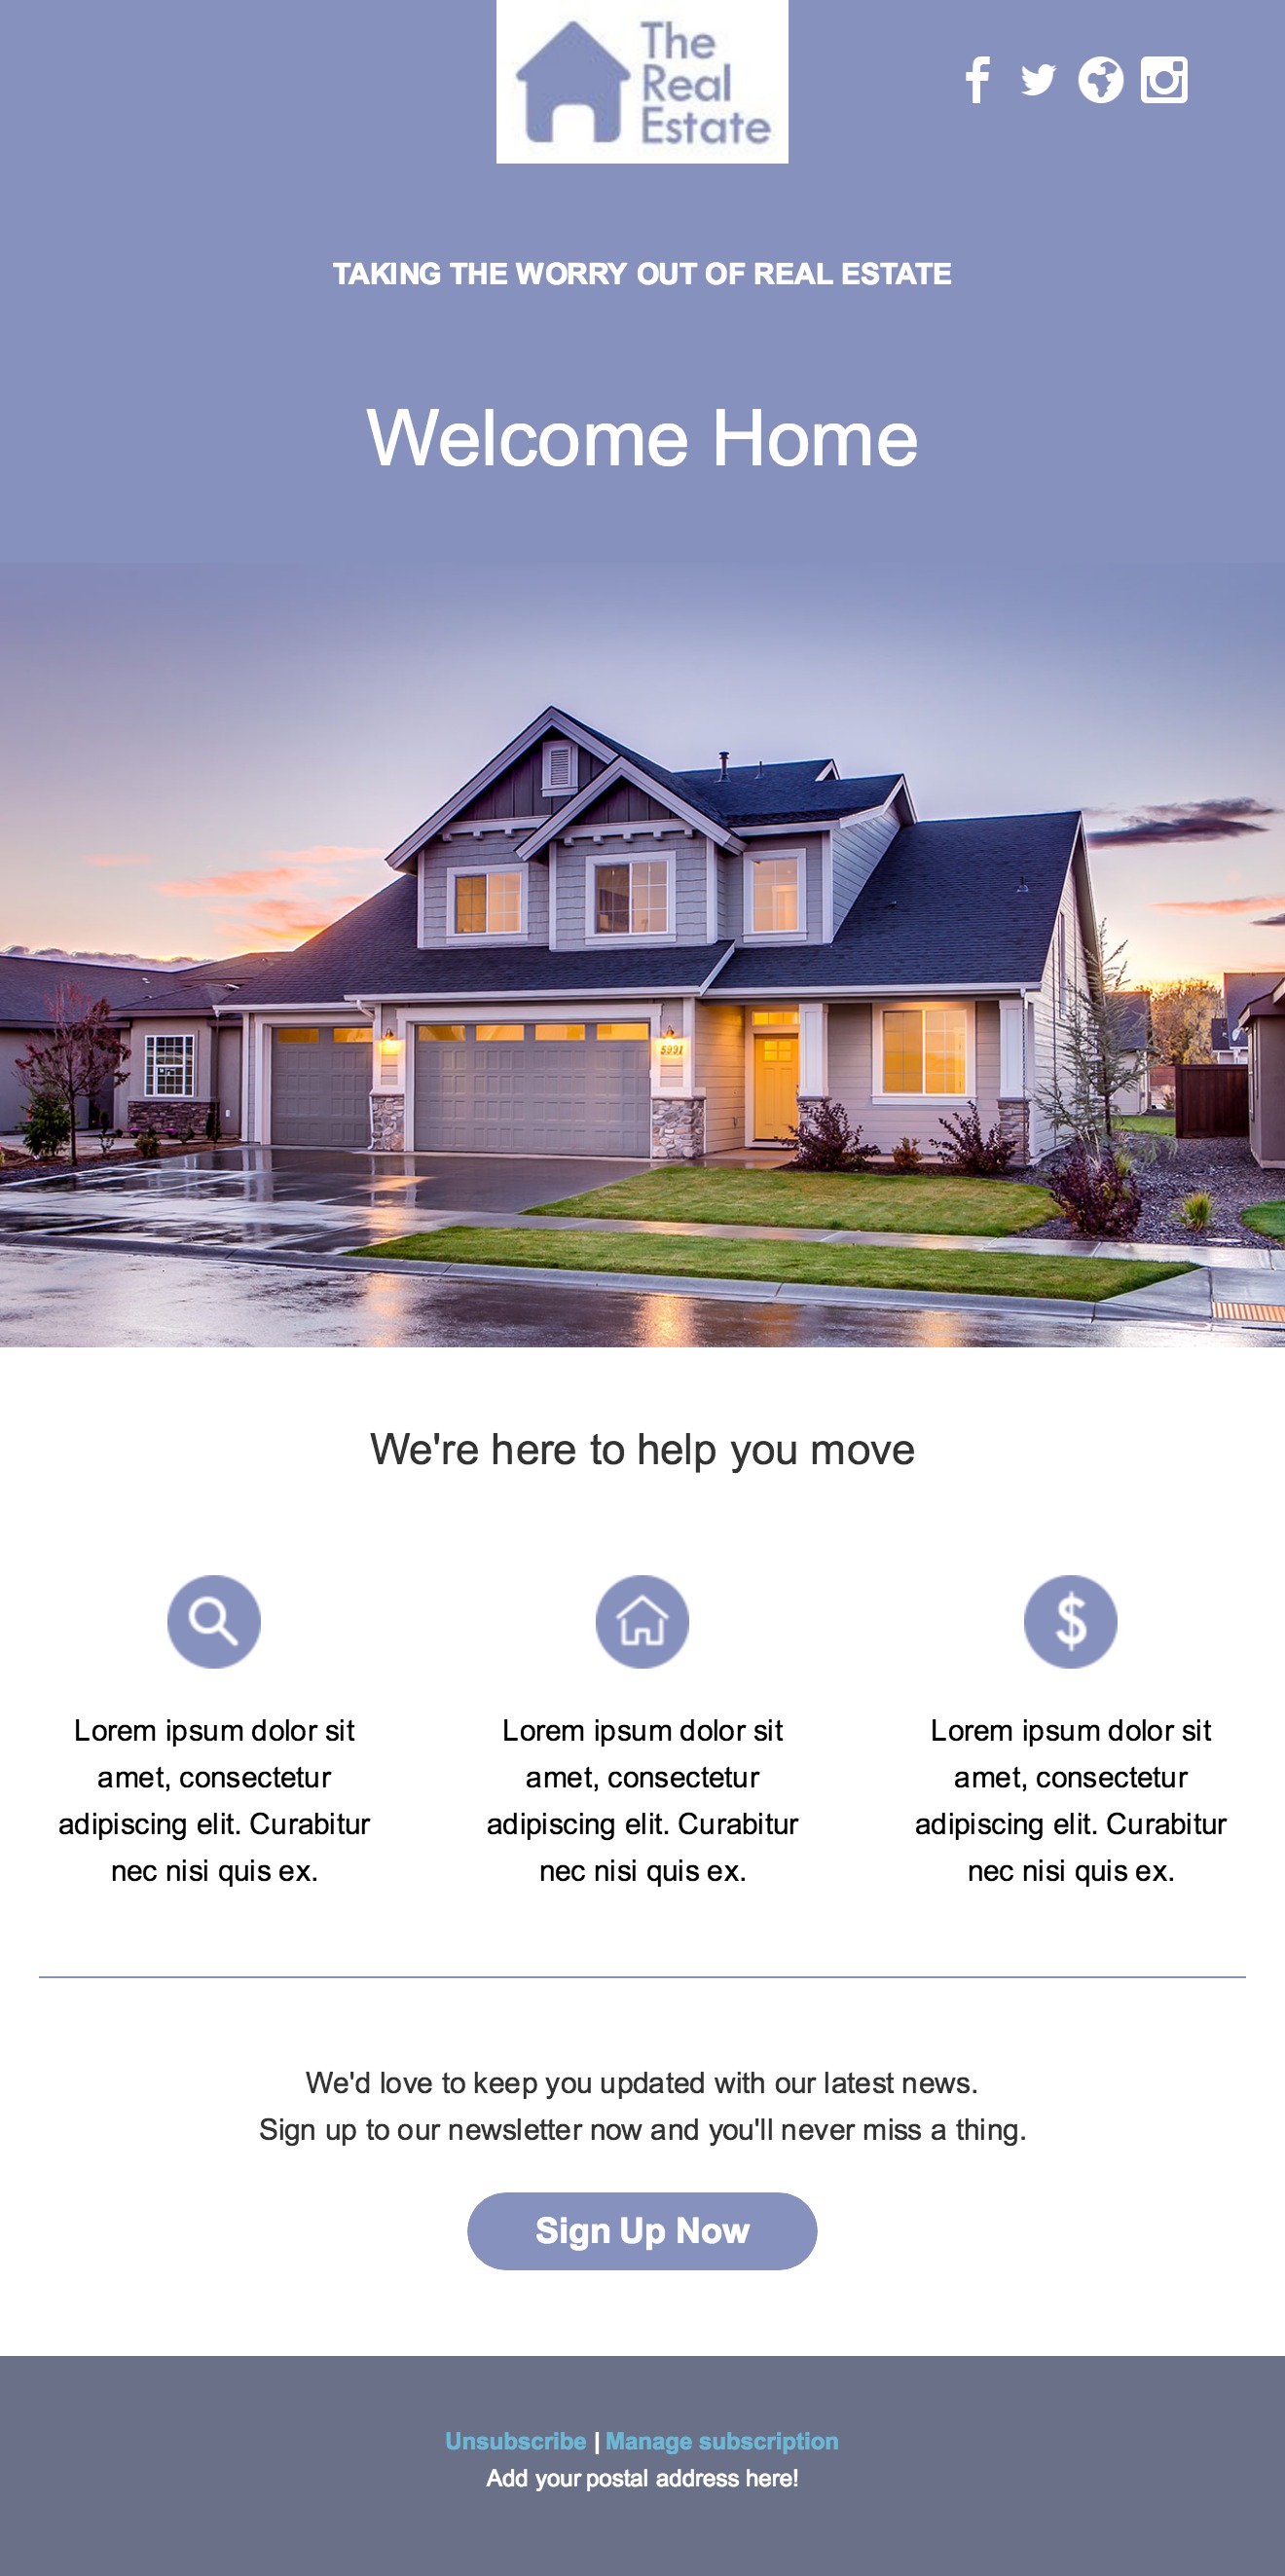 The
Real
Estate
TAKING THE WORRY OUT OF REAL ESTATE
Welcome Home
5991
We're here to help you move
$
Lorem ipsum dolor sit
amet, consectetur
adipiscing elit. Curabitur
nec nisi quis ex.
Lorem ipsum dolor sit
amet, consectetur
adipiscing elit. Curabitur
nec nisi quis ex.
Lorem ipsum dolor sit
amet, consectetur
adipiscing elit. Curabitur
nec nisi quis ex.
We'd love to keep you updated with our latest news.
Sign up to our newsletter now and you'll never miss a thing.
Sign Up Now
Unsubscribe | Manage subscription
Add your postal address here!